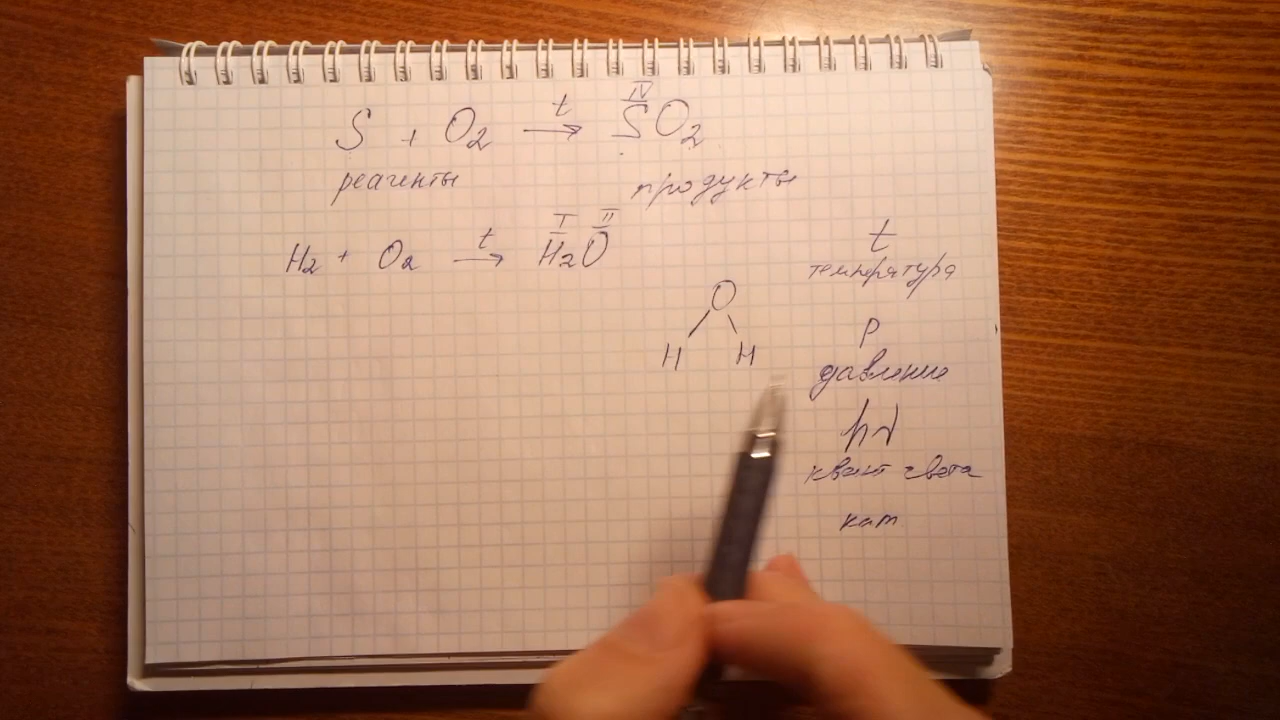 S + O2 t→ SO2
IV
реагенты продукты
H2 + O2 t→ H2O
I II
t
температура
O
H H
P
давление
hν
квант света
кат